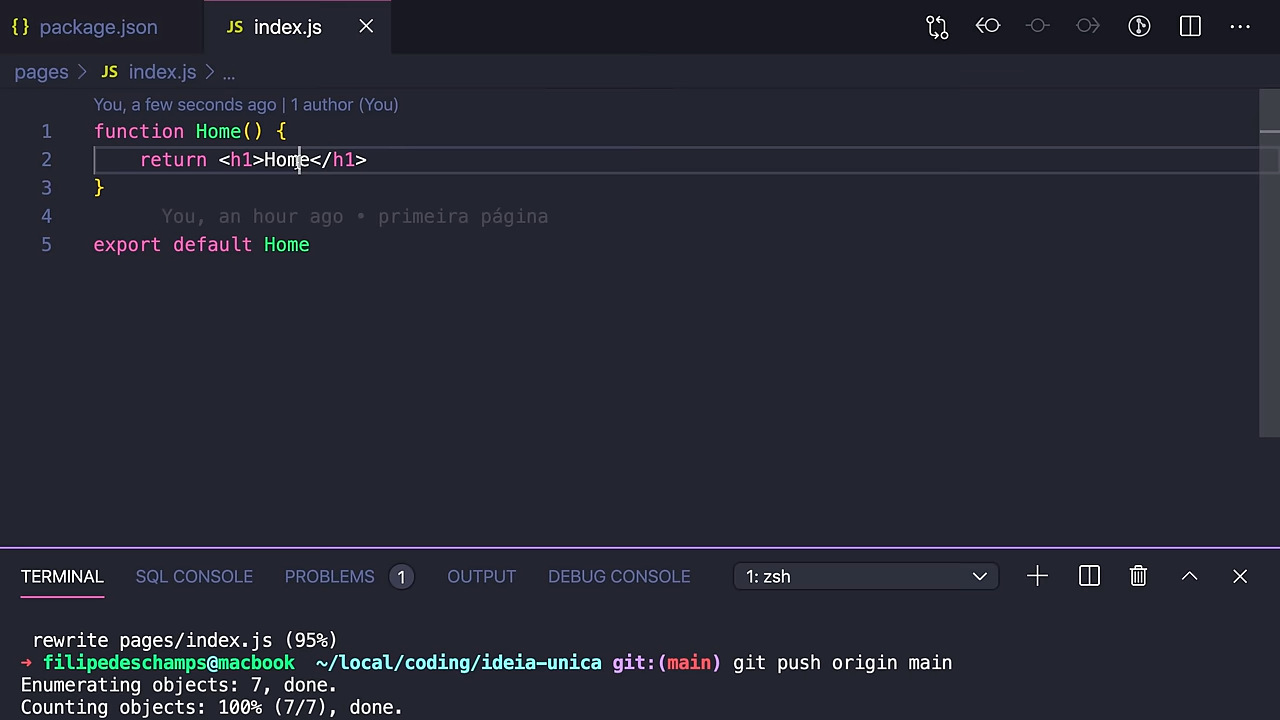 {} package.json JS index.js
pages > JS index.js > ...
You, a few seconds ago | 1 author (You)
1 function Home() {
2 return <h1>Home</h1>
3 }
4 You, an hour ago • primeira página
5 export default Home
TERMINAL SQL CONSOLE PROBLEMS 1 OUTPUT DEBUG CONSOLE 1: zsh
rewrite pages/index.js (95%)
→ filipedeschamps@macbook ~/local/coding/ideia-unica git:(main) git push origin main
Enumerating objects: 7, done.
Counting objects: 100% (7/7), done.